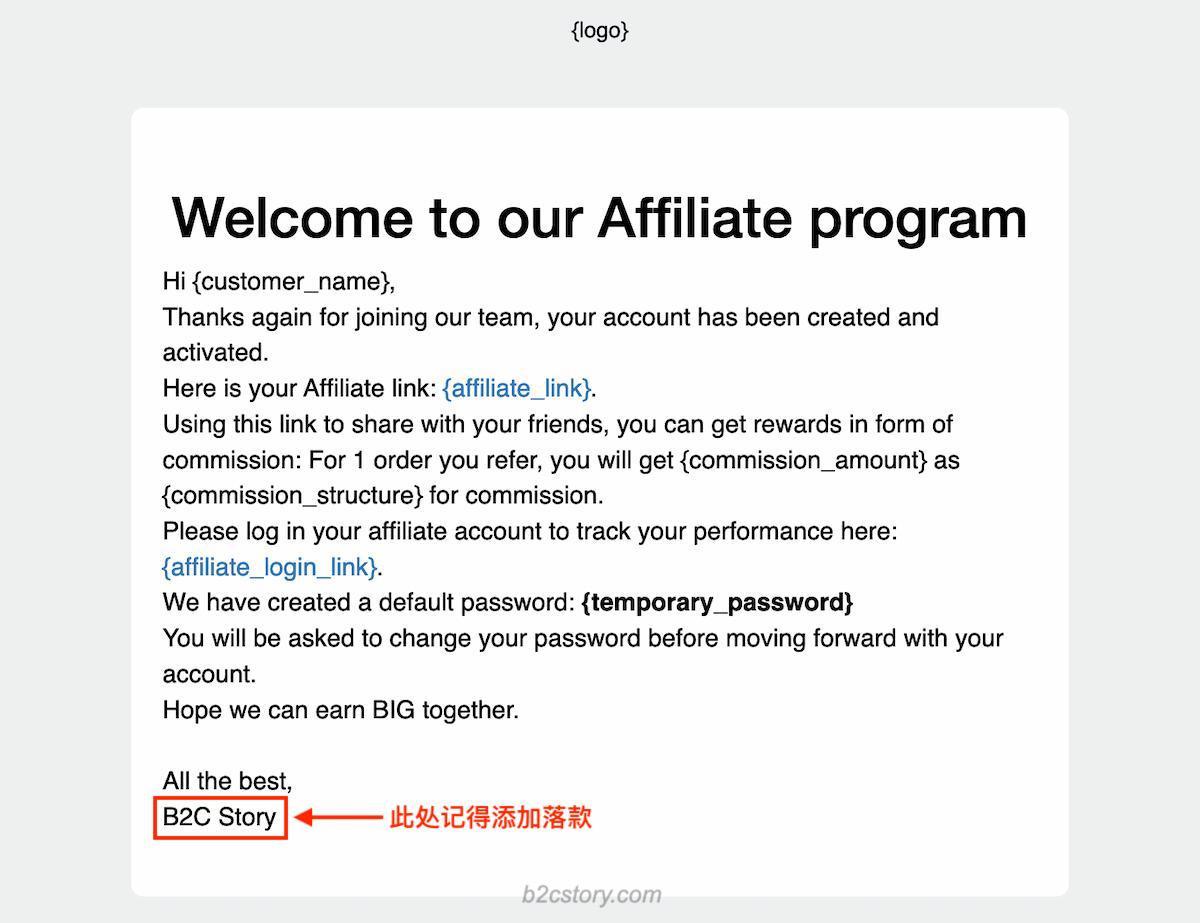 {logo}
Welcome to our Affiliate program
Hi {customer_name},
Thanks again for joining our team, your account has been created and
activated.
Here is your Affiliate link: {affiliate_link}.
Using this link to share with your friends, you can get rewards in form of
commission: For 1 order you refer, you will get {commission_amount} as
{commission_structure} for commission.
Please log in your affiliate account to track your performance here:
{affiliate_login_link}.
We have created a default password: {temporary_password}
You will be asked to change your password before moving forward with your
account.
Hope we can earn BIG together.
All the best,
B2C Story 此处记得添加落款
b2cstory.com